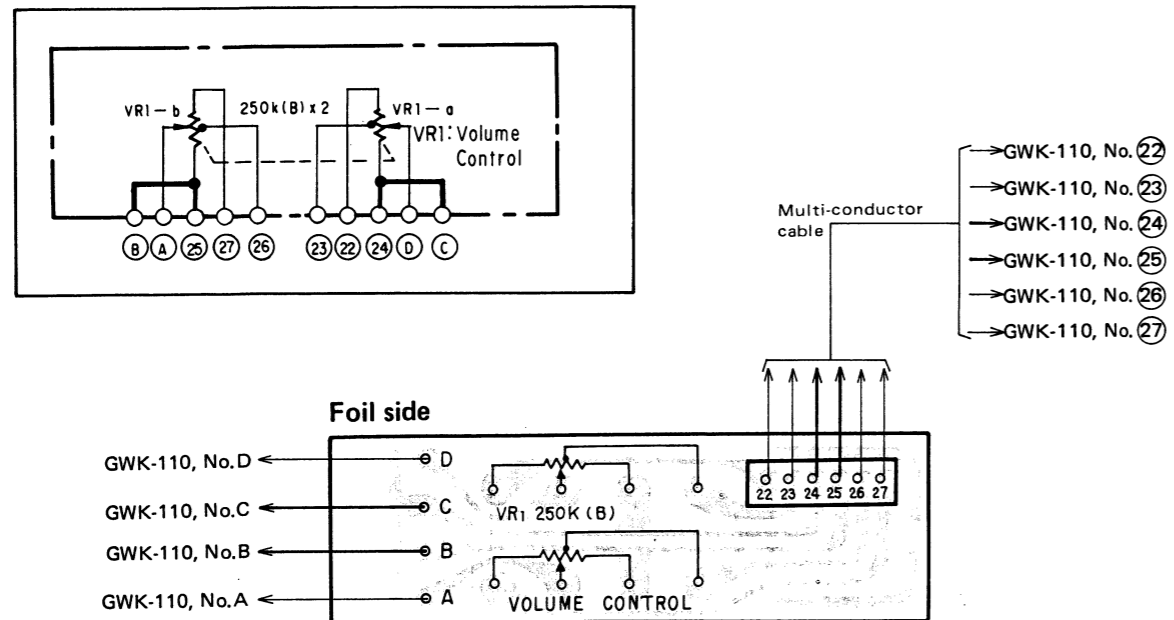 VR1-b 250k(B)x2 VR1-a
VR1:Volume
Control
B A 25 27 26 23 22 24 D C
Multi-conductor
cable
GWK-110, No. 22
GWK-110, No. 23
GWK-110, No. 24
GWK-110, No. 25
GWK-110, No. 26
GWK-110, No. 27
Foil side
GWK-110, No.D
D
GWK-110, No.C
C
GWK-110, No.B
B
GWK-110, No.A
A
VR1 250K (B)
VOLUME CONTROL
22 23 24 25 26 27